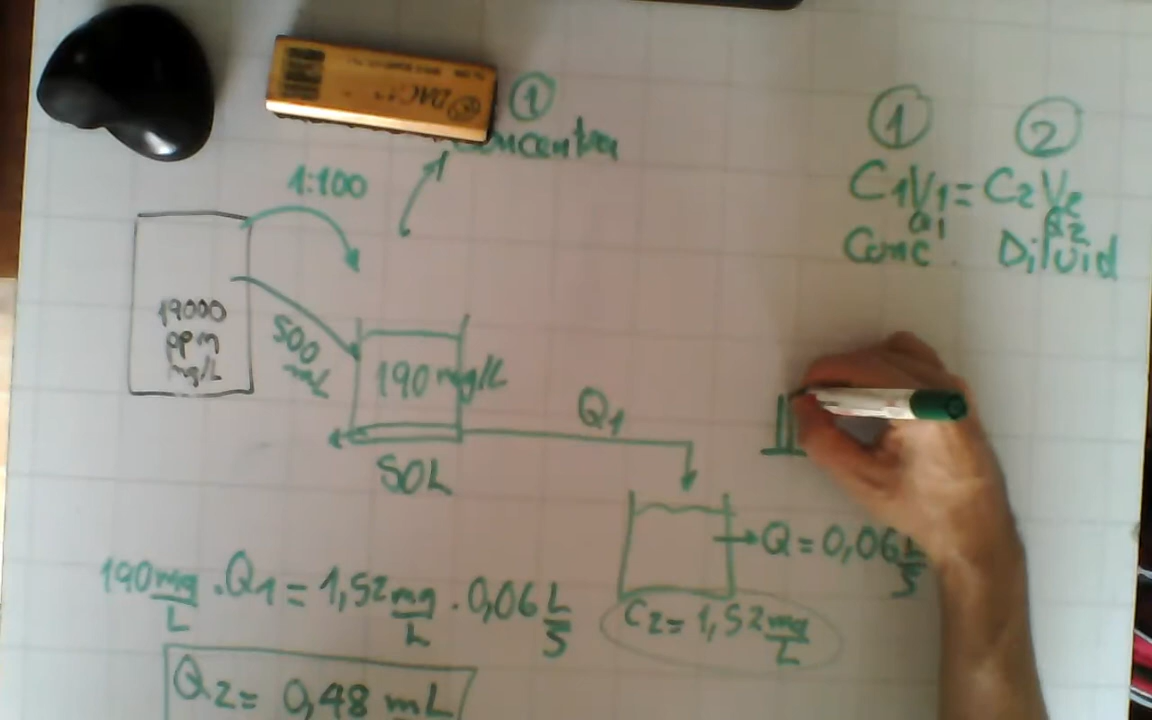 ①
Concentra
1:100
① ②
C₁V₁ = C₂V₂
Q₁ Q₂
Conc. Diluid
19000
ppm
mg/L
500
mL
190 mg/L
Q₁
50L
Q = 0,06 L/S
C₂ = 1,52 mg/L
190 mg/L . Q₁ = 1,52 mg/L . 0,06 L/S
Q₂ = 0,48 mL